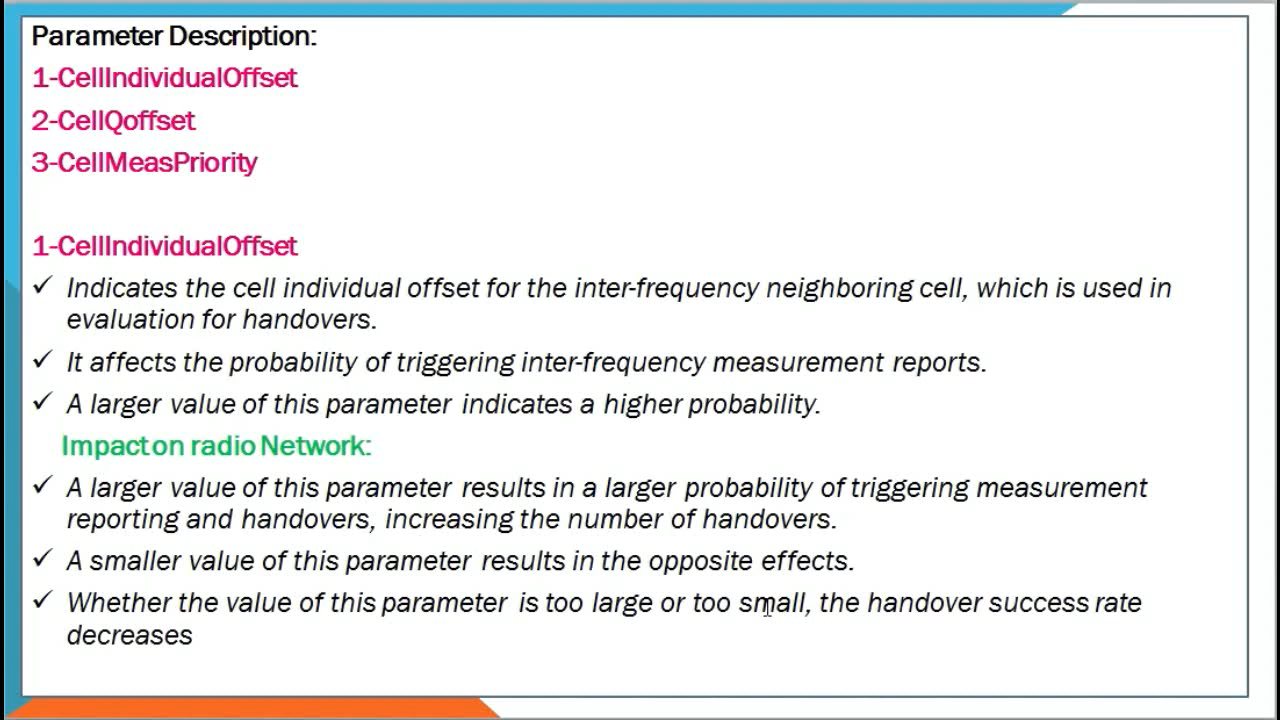 Parameter Description:
1-CellIndividualOffset
2-CellQoffset
3-CellMeasPriority
1-CellIndividualOffset
✓ Indicates the cell individual offset for the inter-frequency neighboring cell, which is used in
evaluation for handovers.
✓ It affects the probability of triggering inter-frequency measurement reports.
✓ A larger value of this parameter indicates a higher probability.
Impact on radio Network:
✓ A larger value of this parameter results in a larger probability of triggering measurement
reporting and handovers, increasing the number of handovers.
✓ A smaller value of this parameter results in the opposite effects.
✓ Whether the value of this parameter is too large or too small, the handover success rate
decreases